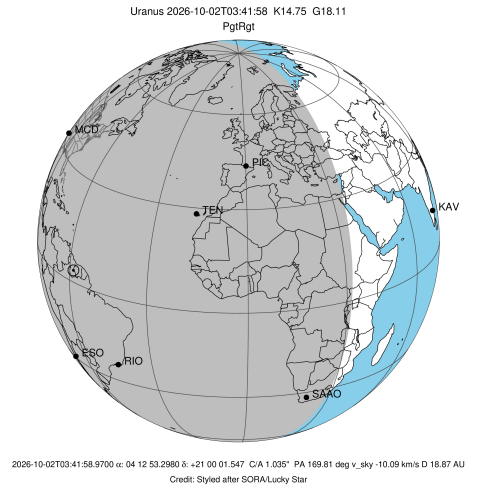 Uranus 2026-10-02T03:41:58 K14.75 G18.11
PgtRgt
MCD
PIC
TEN
KAV
ESO
RIO
SAAO
2026-10-02T03:41:58.9700 α: 04 12 53.2980 δ: +21 00 01.547 C/A 1.035" PA 169.81 deg v_sky -10.09 km/s D 18.87 AU
Credit: Styled after SORA/Lucky Star